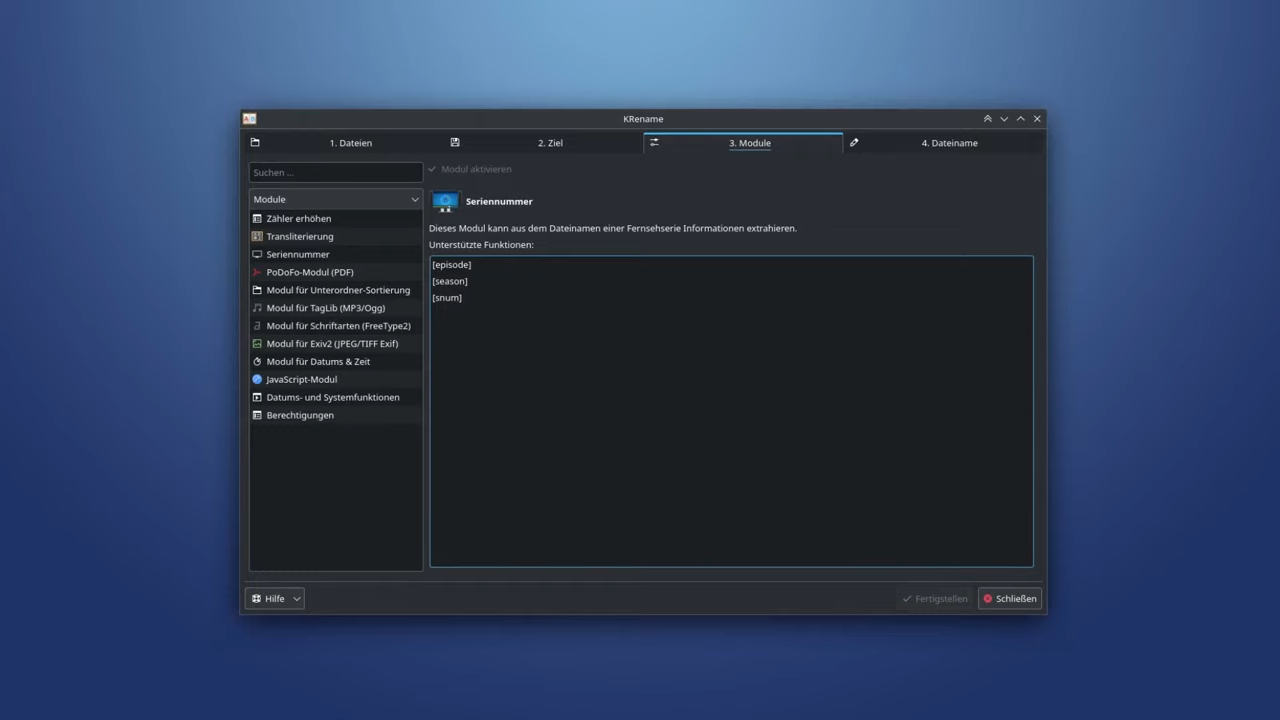 KRename
1. Dateien
2. Ziel
3. Module
4. Dateiname
Suchen ...
Module
Zähler erhöhen
Transliterierung
Seriennummer
PoDoFo-Modul (PDF)
Modul für Unterordner-Sortierung
Modul für TagLib (MP3/Ogg)
Modul für Schriftarten (FreeType2)
Modul für Exiv2 (JPEG/TIFF Exif)
Modul für Datums & Zeit
JavaScript-Modul
Datums- und Systemfunktionen
Berechtigungen
Modul aktivieren
Seriennummer
Dieses Modul kann aus dem Dateinamen einer Fernsehserie Informationen extrahieren.
Unterstützte Funktionen:
[episode]
[season]
[snum]
Hilfe
Fertigstellen
Schließen